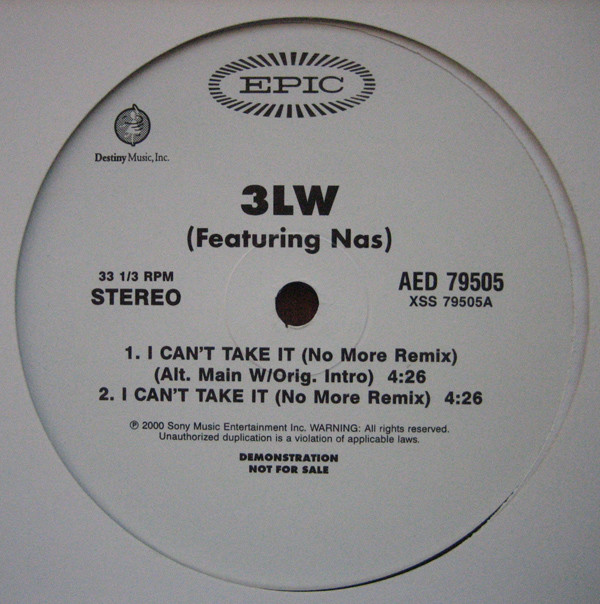 EPIC
Destiny Music, Inc.
3LW
(Featuring Nas)
33 1/3 RPM
STEREO
AED 79505
XSS 79505A
1. I CAN'T TAKE IT (No More Remix)
(Alt. Main W/Orig. Intro) 4:26
2. I CAN'T TAKE IT (No More Remix) 4:26
℗ 2000 Sony Music Entertainment Inc. WARNING: All rights reserved.
Unauthorized duplication is a violation of applicable laws.
DEMONSTRATION
NOT FOR SALE